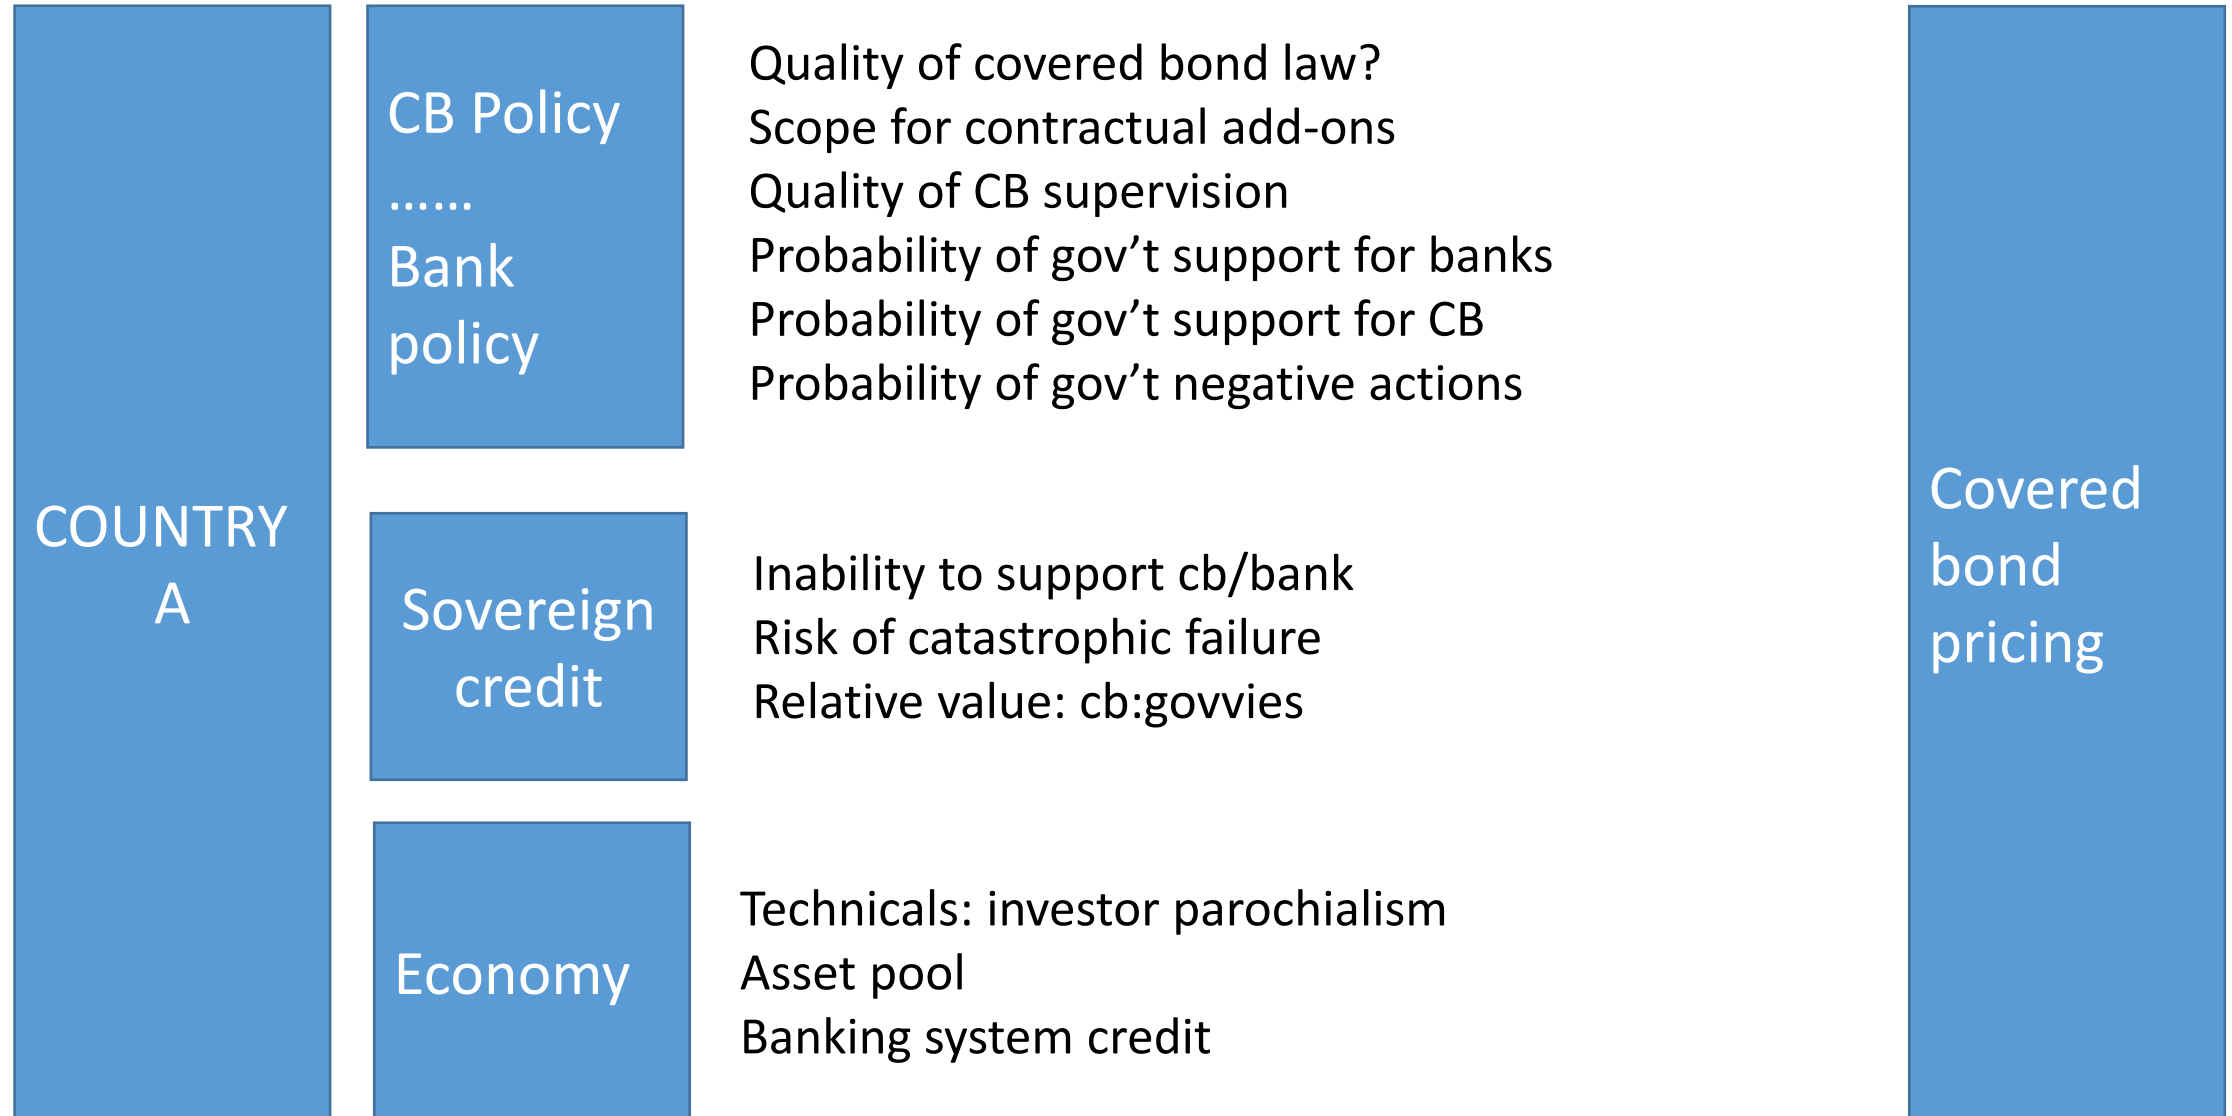 COUNTRY
A
CB Policy
……
Bank
policy
Quality of covered bond law?
Scope for contractual add-ons
Quality of CB supervision
Probability of gov’t support for banks
Probability of gov’t support for CB
Probability of gov’t negative actions
Sovereign
credit
Inability to support cb/bank
Risk of catastrophic failure
Relative value: cb:govvies
Economy
Technicals: investor parochialism
Asset pool
Banking system credit
Covered
bond
pricing